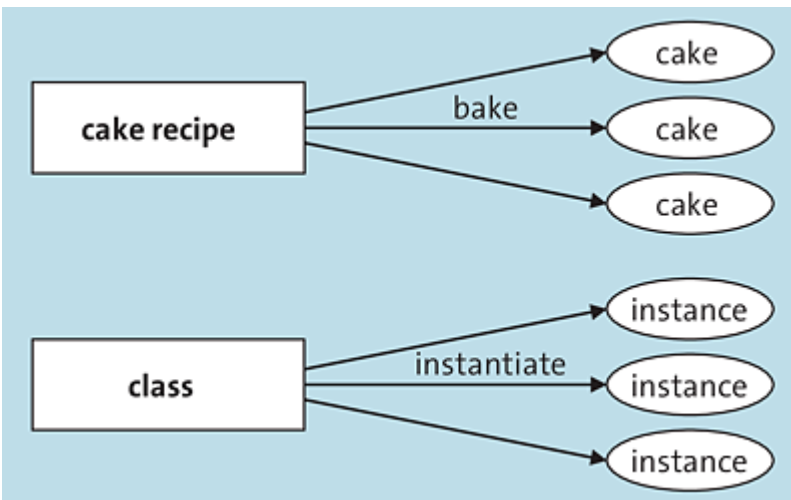 cake recipe
bake
cake
cake
cake
class
instantiate
instance
instance
instance